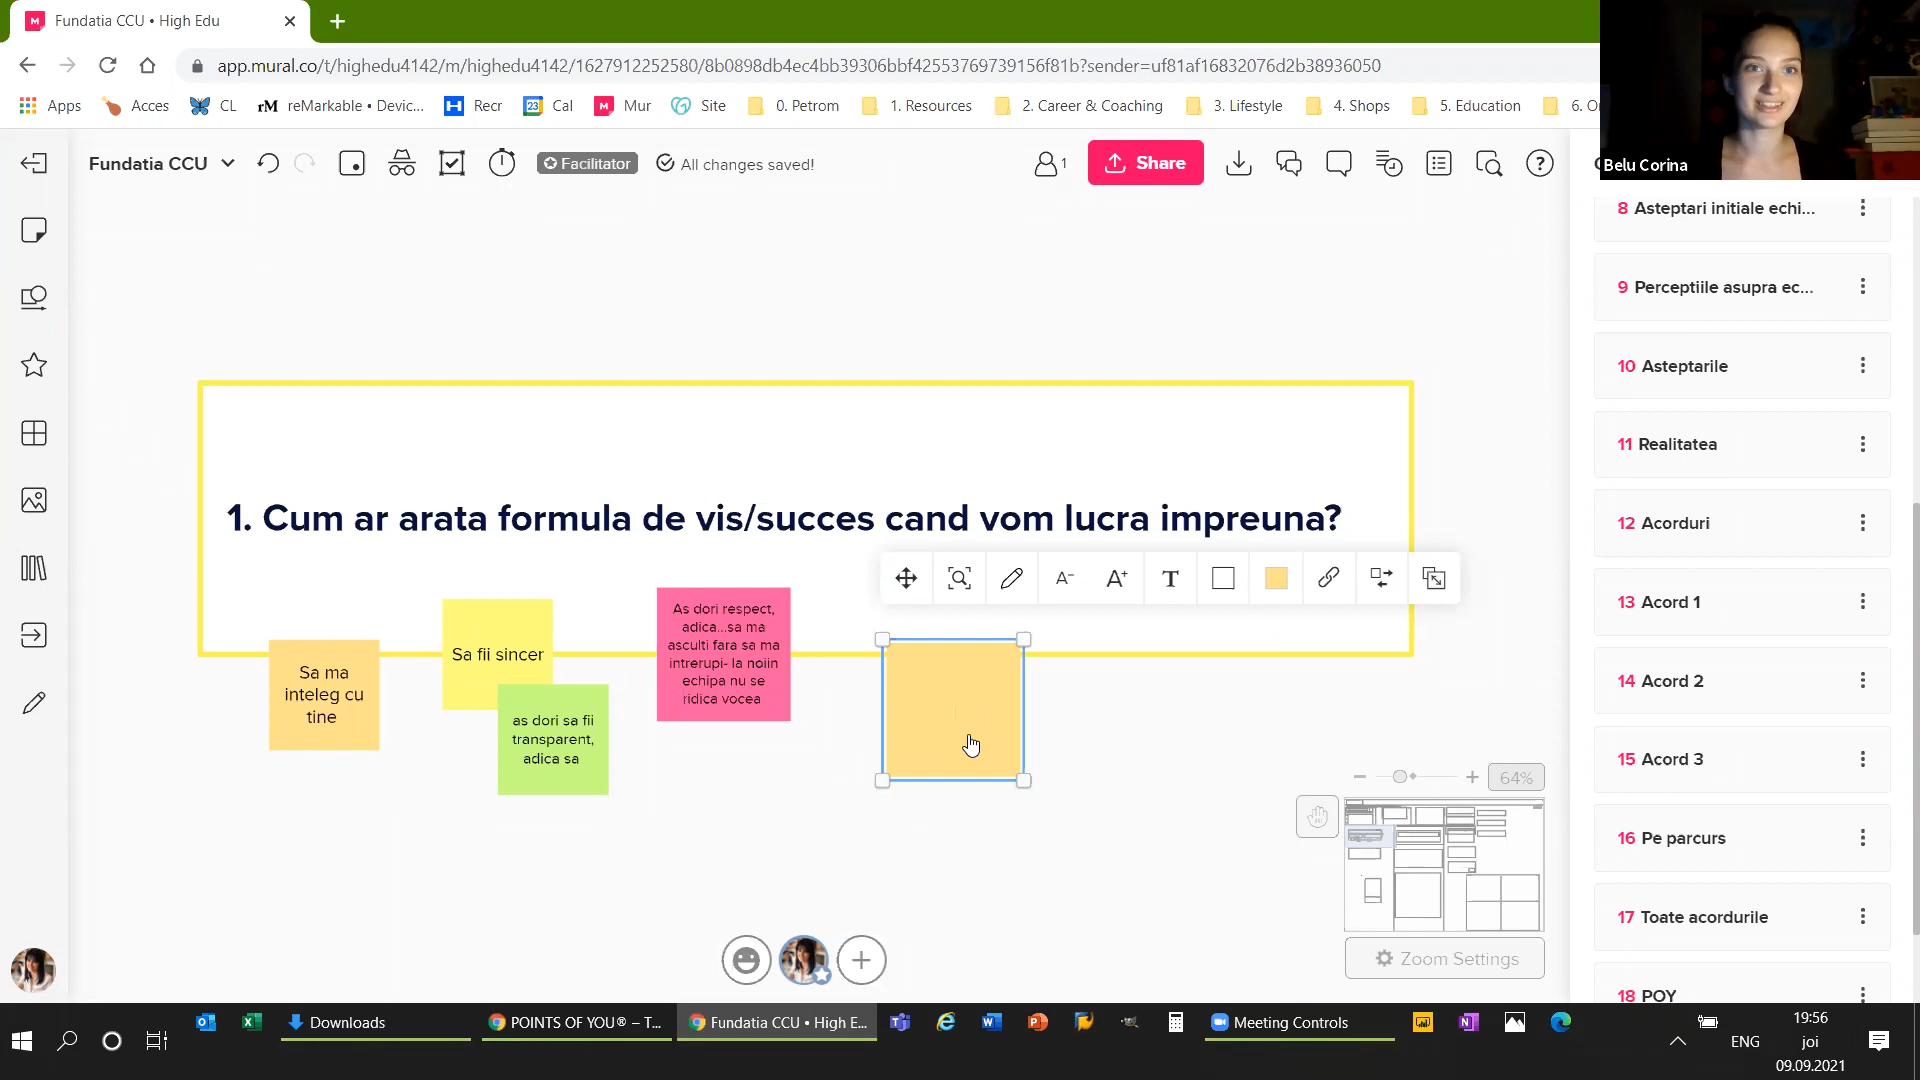 Fundatia CCU • High Edu
app.mural.co/t/highedu4142/m/highedu4142/1627912252580/8b0898db4ec4bb39306bbf42553769739156f81b?sender=uf81af16832076d2b38936050
Apps
Acces
CL
rM reMarkable • Devic...
Recr
23 Cal
Mur
Site
0. Petrom
1. Resources
2. Career & Coaching
3. Lifestyle
4. Shops
5. Education
6. O
Belu Corina
Fundatia CCU
Facilitator
All changes saved!
1
Share
8 Asteptari initiale echi...
9 Perceptiile asupra ec...
10 Asteptarile
11 Realitatea
12 Acorduri
13 Acord 1
14 Acord 2
15 Acord 3
16 Pe parcurs
17 Toate acordurile
18 POY
1. Cum ar arata formula de vis/succes cand vom lucra impreuna?
A- A+ T
Sa ma
inteleg cu
tine
Sa fii sincer
as dori sa fii
transparent,
adica sa
As dori respect,
adica...sa ma
asculti fara sa ma
intrerupi- la noiin
echipa nu se
ridica vocea
64%
Zoom Settings
Downloads
POINTS OF YOU® – T...
Fundatia CCU • High E...
Meeting Controls
ENG
19:56
joi
09.09.2021